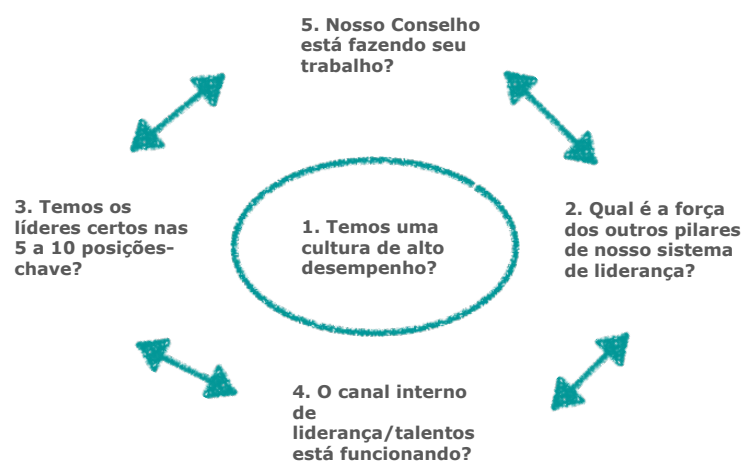 5. Nosso Conselho
está fazendo seu
trabalho?
3. Temos os
líderes certos nas
5 a 10 posições-
chave?
1. Temos uma
cultura de alto
desempenho?
2. Qual é a força
dos outros pilares
de nosso sistema
de liderança?
4. O canal interno
de
liderança/talentos
está funcionando?